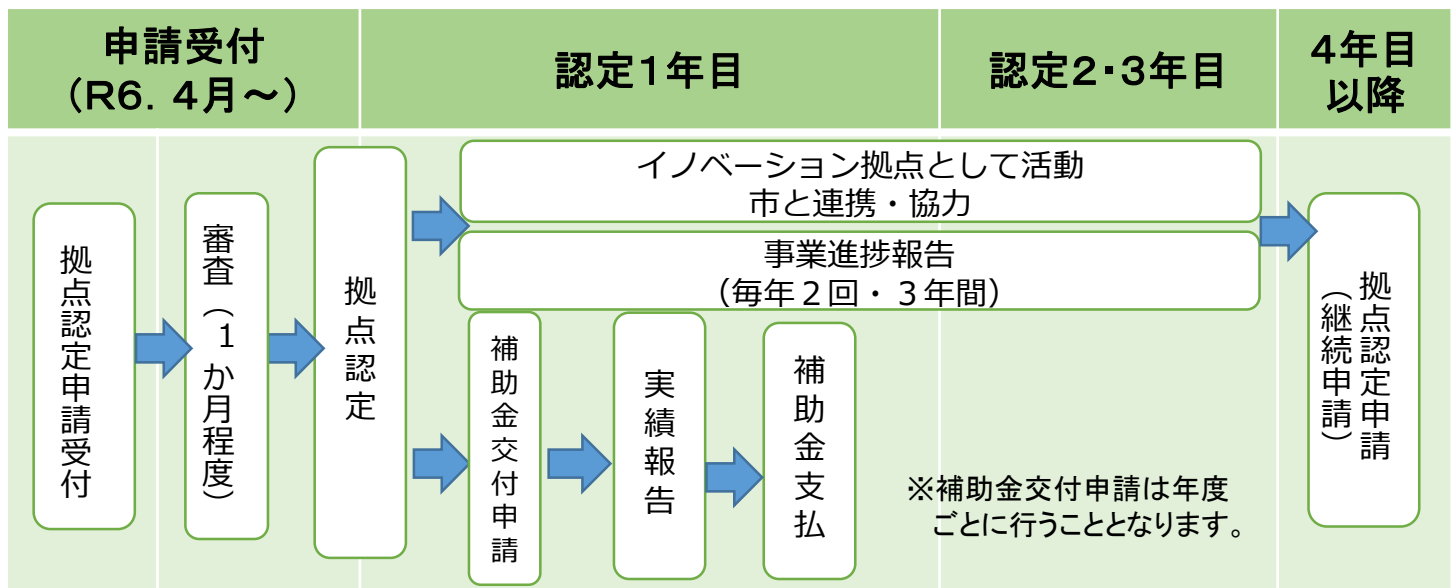 申請受付
（R6．4月～）
認定１年目
認定２・３年目
4年目
以降
拠点認定申請受付
審査（1か月程度）
拠点認定
イノベーション拠点として活動
市と連携・協力
事業進捗報告
（毎年２回・３年間）
補助金交付申請
実績報告
補助金支払
※補助金交付申請は年度
ごとに行うこととなります。
拠点認定申請
（継続申請）